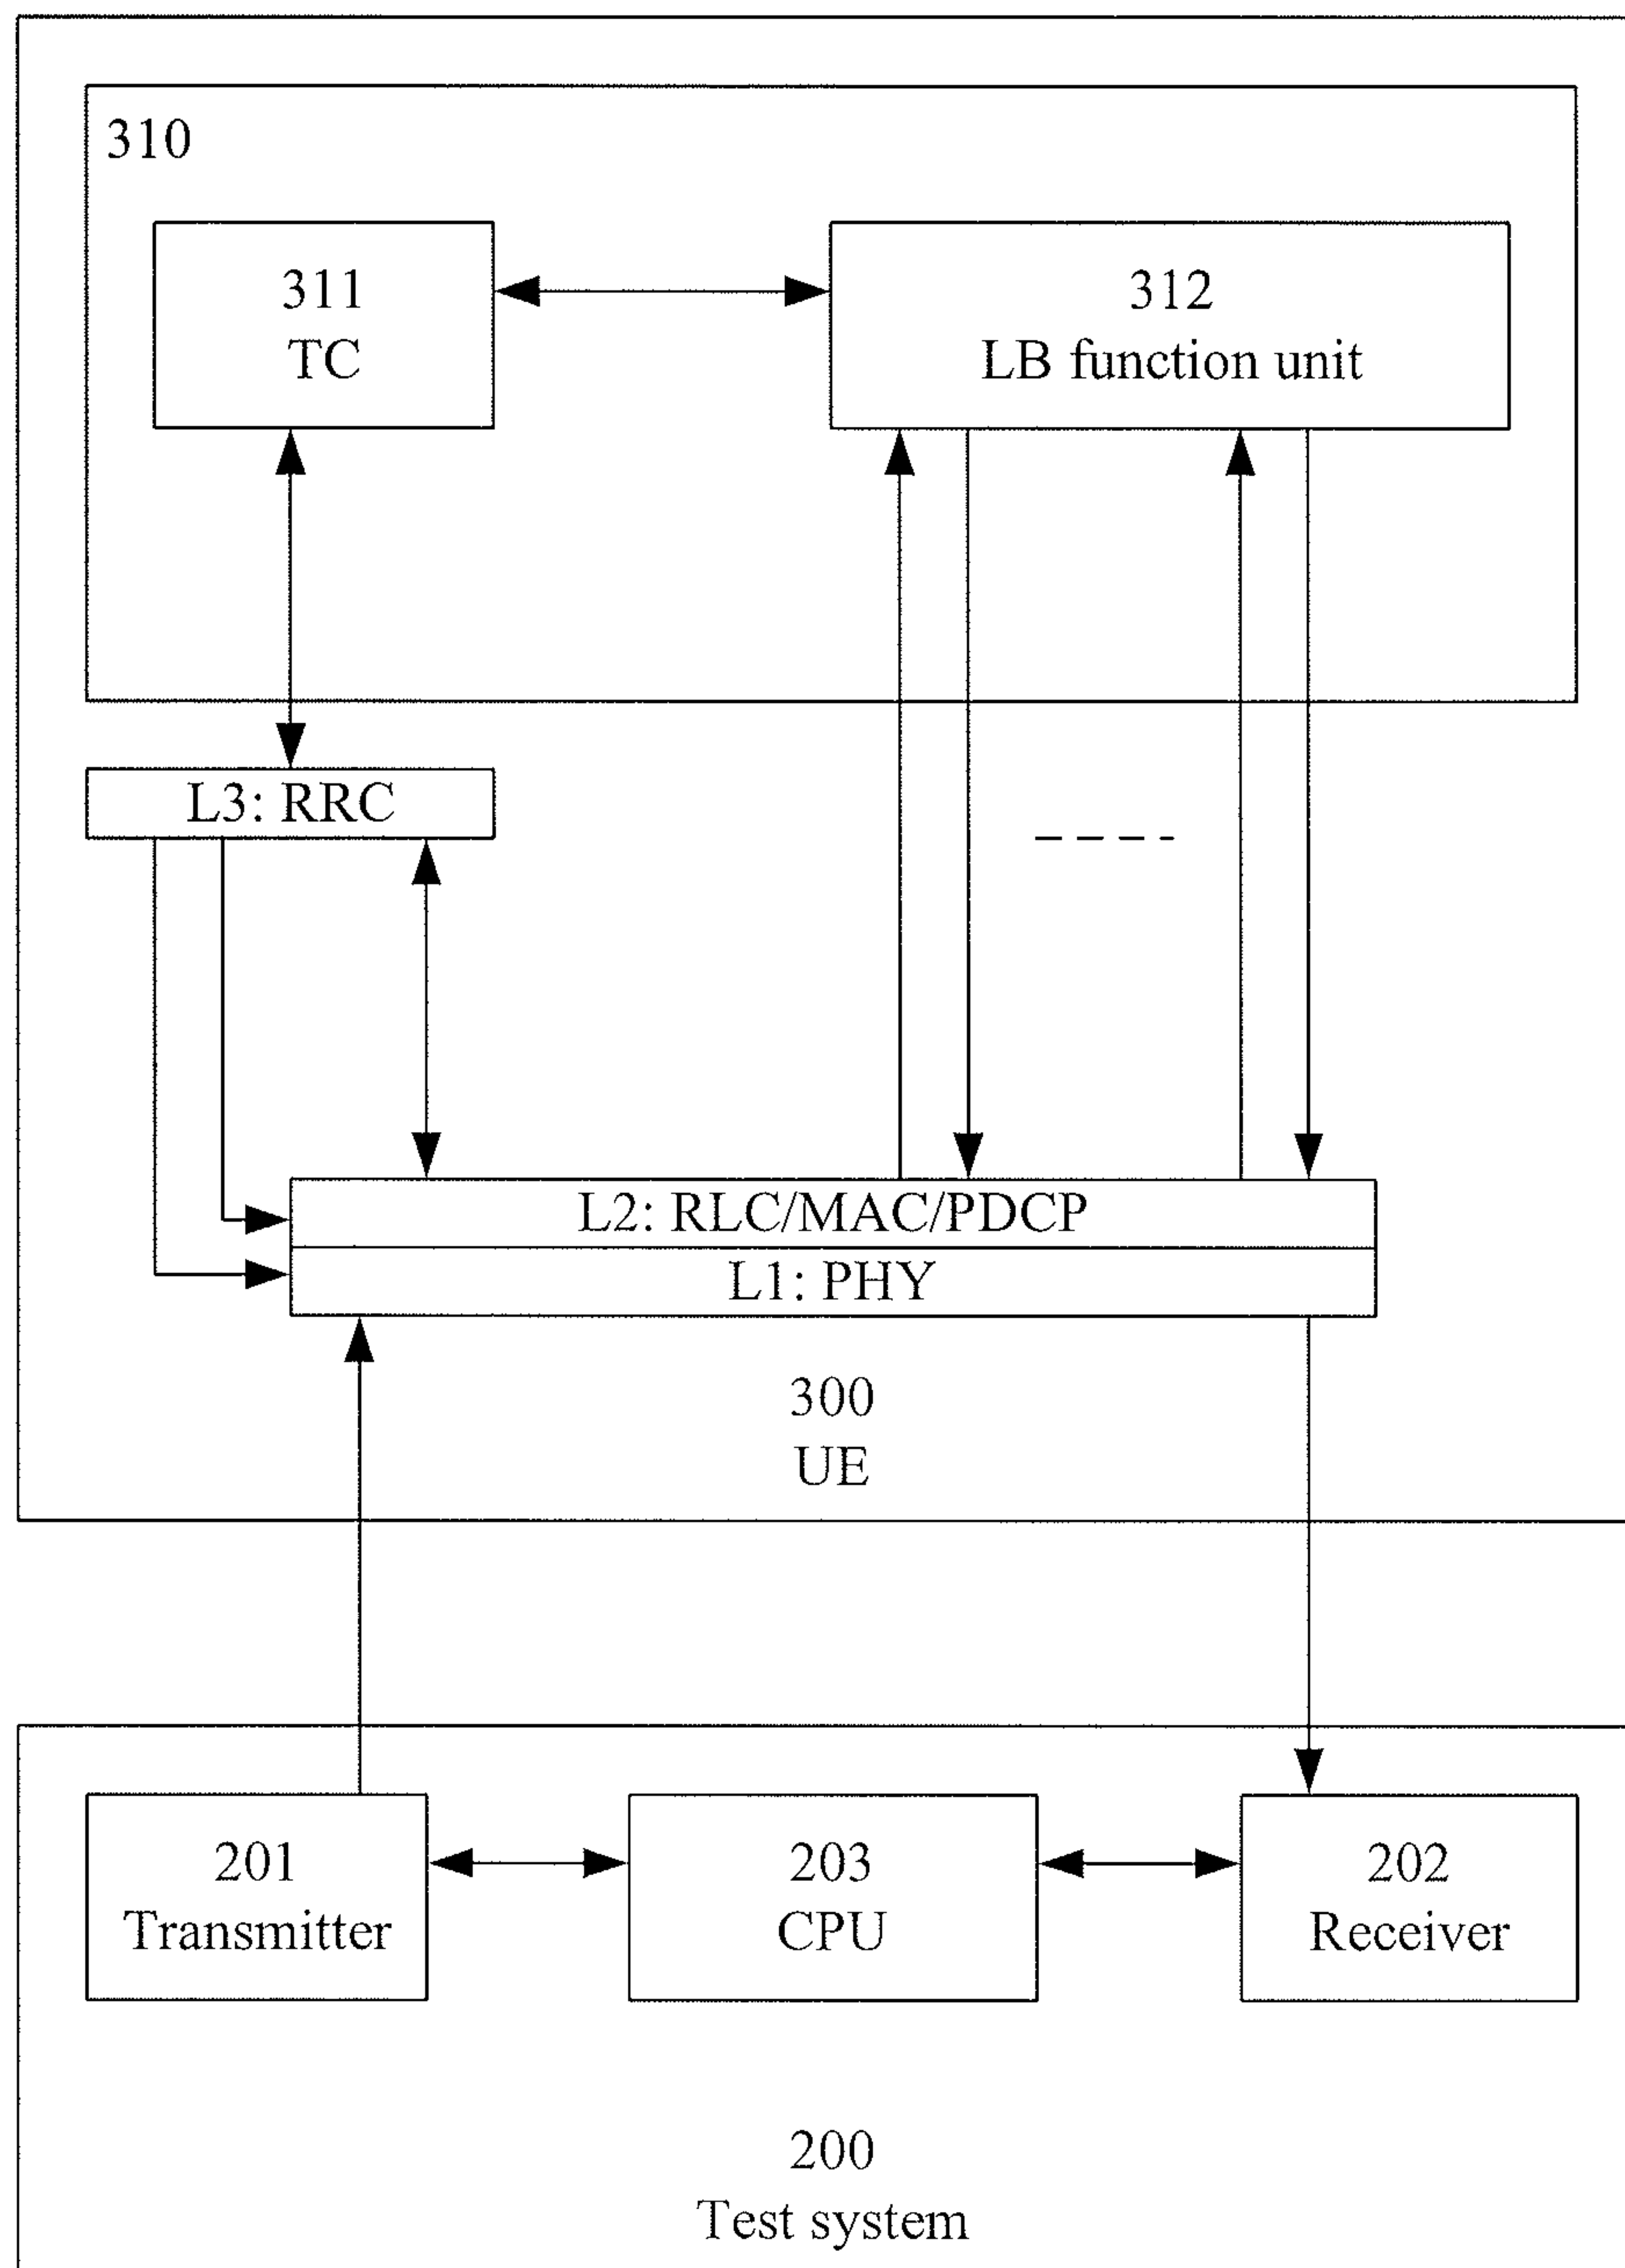 310
311
TC
312
LB function unit
L3: RRC
L2: RLC/MAC/PDCP
L1: PHY
300
UE
201
Transmitter
203
CPU
202
Receiver
200
Test system